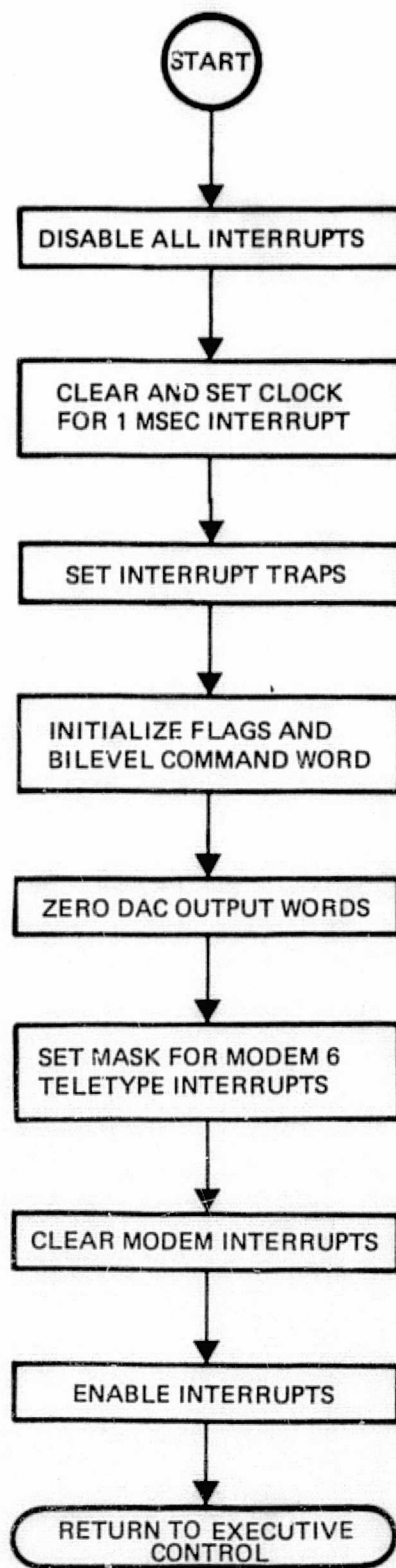 START
DISABLE ALL INTERRUPTS
CLEAR AND SET CLOCK
FOR 1 MSEC INTERRUPT
SET INTERRUPT TRAPS
INITIALIZE FLAGS AND
BILEVEL COMMAND WORD
ZERO DAC OUTPUT WORDS
SET MASK FOR MODEM 6
TELETYPE INTERRUPTS
CLEAR MODEM INTERRUPTS
ENABLE INTERRUPTS
RETURN TO EXECUTIVE
CONTROL